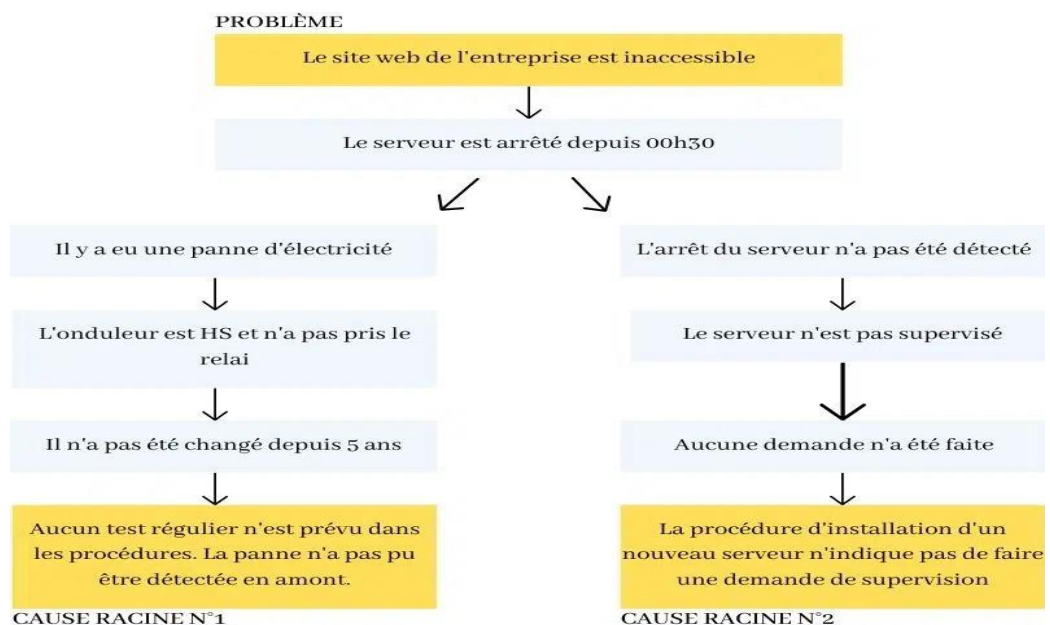 PROBLÈME
Le site web de l'entreprise est inaccessible
Le serveur est arrêté depuis 00h30
Il y a eu une panne d'électricité
L'onduleur est HS et n'a pas pris le
relai
Il n'a pas été changé depuis 5 ans
Aucun test régulier n'est prévu dans
les procédures. La panne n'a pas pu
être détectée en amont.
CAUSE RACINE N°1
L'arrêt du serveur n'a pas été détecté
Le serveur n'est pas supervisé
Aucune demande n'a été faite
La procédure d'installation d'un
nouveau serveur n'indique pas de faire
une demande de supervision
CAUSE RACINE N°2